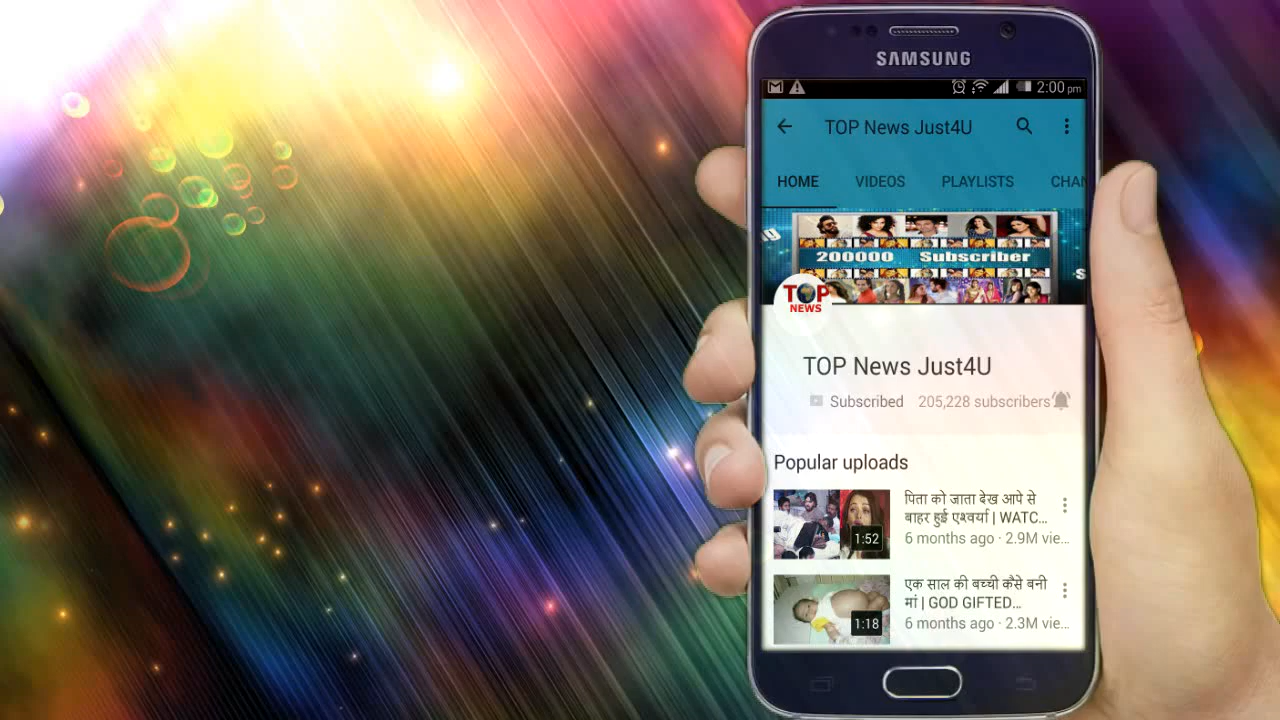 SAMSUNG
2:00 pm
TOP News Just4U
HOME VIDEOS PLAYLISTS CHAN
200000 Subscriber
TOP
NEWS
TOP News Just4U
Subscribed 205,228 subscribers
Popular uploads
पिता को जाता देख आपे से
बाहर हुई एश्वर्या | WATC...
1:52
6 months ago · 2.9M vie...
एक साल की बच्ची कैसे बनी
मां | GOD GIFTED...
1:18
6 months ago · 2.3M vie...